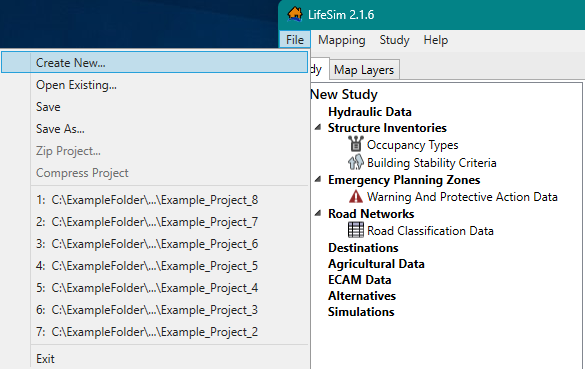 LifeSim 2.1.6
File Mapping Study Help
Create New...
Open Existing...
Save
Save As...
Zip Project...
Compress Project
1: C:\ExampleFolder\...\Example_Project_8
2: C:\ExampleFolder\...\Example_Project_7
3: C:\ExampleFolder\...\Example_Project_6
4: C:\ExampleFolder\...\Example_Project_5
5: C:\ExampleFolder\...\Example_Project_4
6: C:\ExampleFolder\...\Example_Project_3
7: C:\ExampleFolder\...\Example_Project_2
Exit
dy Map Layers
New Study
Hydraulic Data
Structure Inventories
Occupancy Types
Building Stability Criteria
Emergency Planning Zones
Warning And Protective Action Data
Road Networks
Road Classification Data
Destinations
Agricultural Data
ECAM Data
Alternatives
Simulations